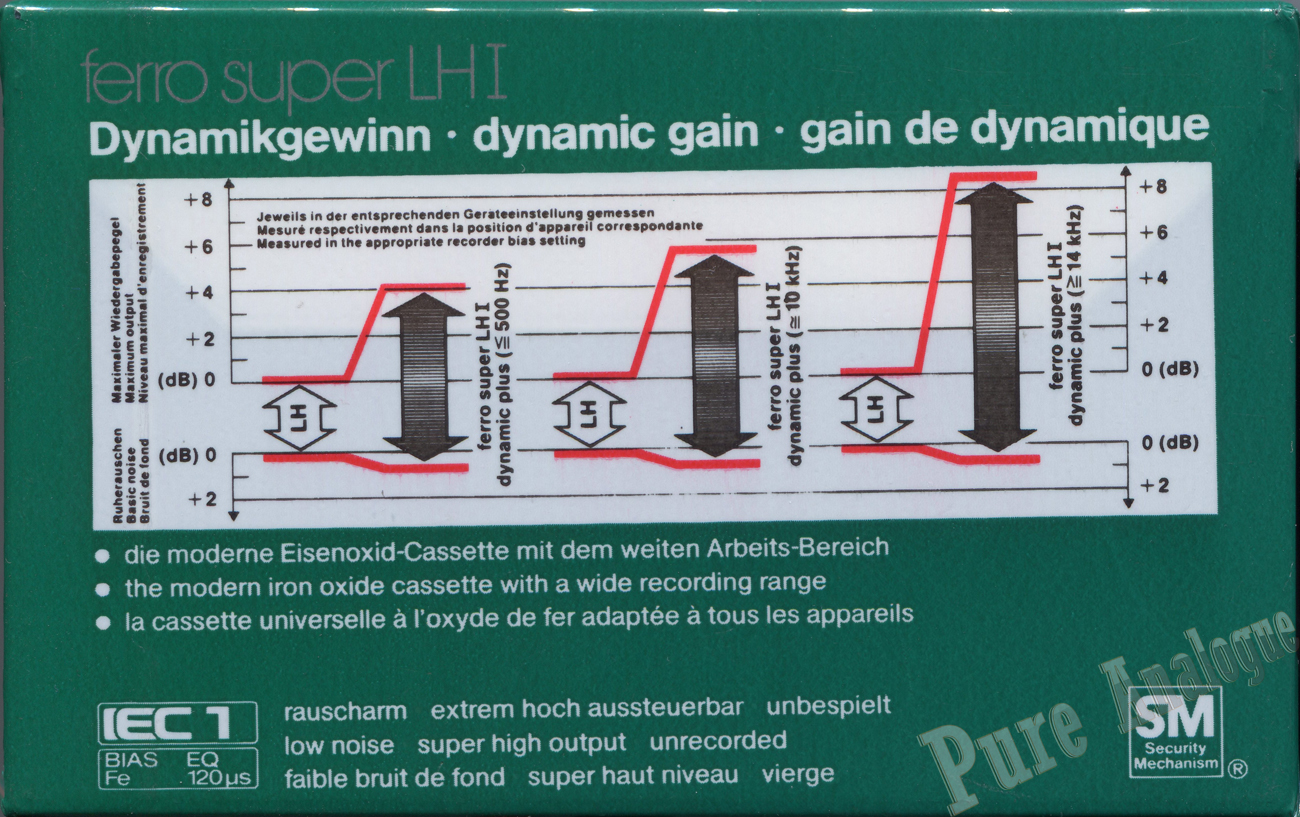 ferro super LH I
Dynamikgewinn · dynamic gain · gain de dynamique
Maximaler Wiedergabepegel
Maximum output
Niveau maximal d'enregistrement
+8
+6
+4
+2
(dB) 0
Jeweils in der entsprechenden Geräteeinstellung gemessen
Mesuré respectivement dans la position d'appareil correspondante
Measured in the appropriate recorder bias setting
LH
ferro super LH I
dynamic plus (≦ 500 Hz)
LH
ferro super LH I
dynamic plus (≅ 10 kHz)
LH
ferro super LH I
dynamic plus (≧ 14 kHz)
+8
+6
+4
+2
0 (dB)
Ruherauschen
Basic noise
Bruit de fond
(dB) 0
+2
0 (dB)
+2
● die moderne Eisenoxid-Cassette mit dem weiten Arbeits-Bereich
● the modern iron oxide cassette with a wide recording range
● la cassette universelle à l'oxyde de fer adaptée à tous les appareils
IEC 1
BIAS EQ
Fe 120µs
rauscharm extrem hoch aussteuerbar unbespielt
low noise super high output unrecorded
faible bruit de fond super haut niveau vierge
SM
Security
Mechanism ®
Pure Analogue